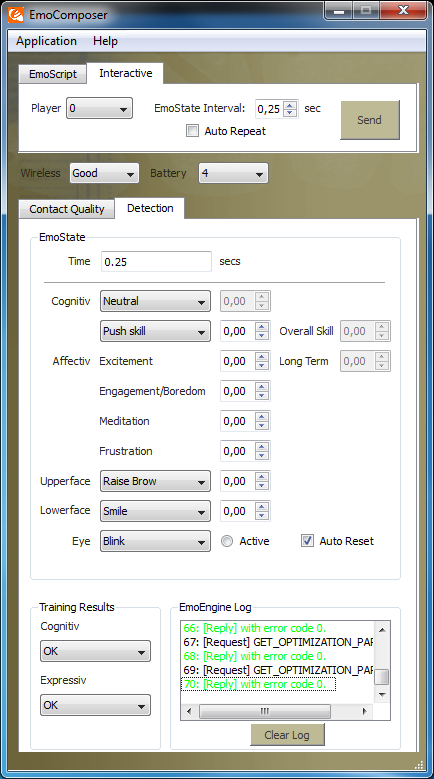 EmoComposer
Application Help
EmoScript Interactive
Player 0 EmoState Interval: 0,25 sec
Auto Repeat
Send
Wireless Good Battery 4
Contact Quality Detection
EmoState
Time 0.25 secs
Cognitiv Neutral 0,00
Push skill 0,00 Overall Skill 0,00
Affectiv Excitement 0,00 Long Term 0,00
Engagement/Boredom 0,00
Meditation 0,00
Frustration 0,00
Upperface Raise Brow 0,00
Lowerface Smile 0,00
Eye Blink Active Auto Reset
Training Results
Cognitiv
OK
Expressiv
OK
EmoEngine Log
66: [Reply] with error code 0.
67: [Request] GET_OPTIMIZATION_PAR
68: [Reply] with error code 0.
69: [Request] GET_OPTIMIZATION_PAR
70: [Reply] with error code 0.
Clear Log